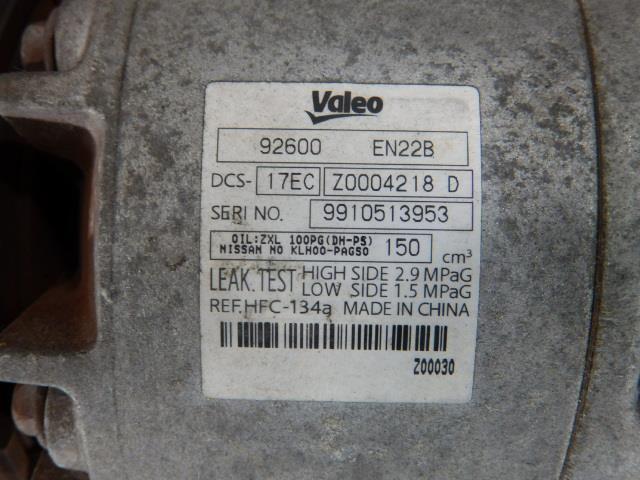 Valeo
92600 EN22B
DCS- 17EC Z0004218 D
SERI NO. 9910513953
OIL:ZXL 100PG(DH-PS) 150 cm³
NISSAN NO KLH00-PAGS0
LEAK.TEST HIGH SIDE 2.9 MPaG
LOW SIDE 1.5 MPaG
REF.HFC-134a MADE IN CHINA
Z00030